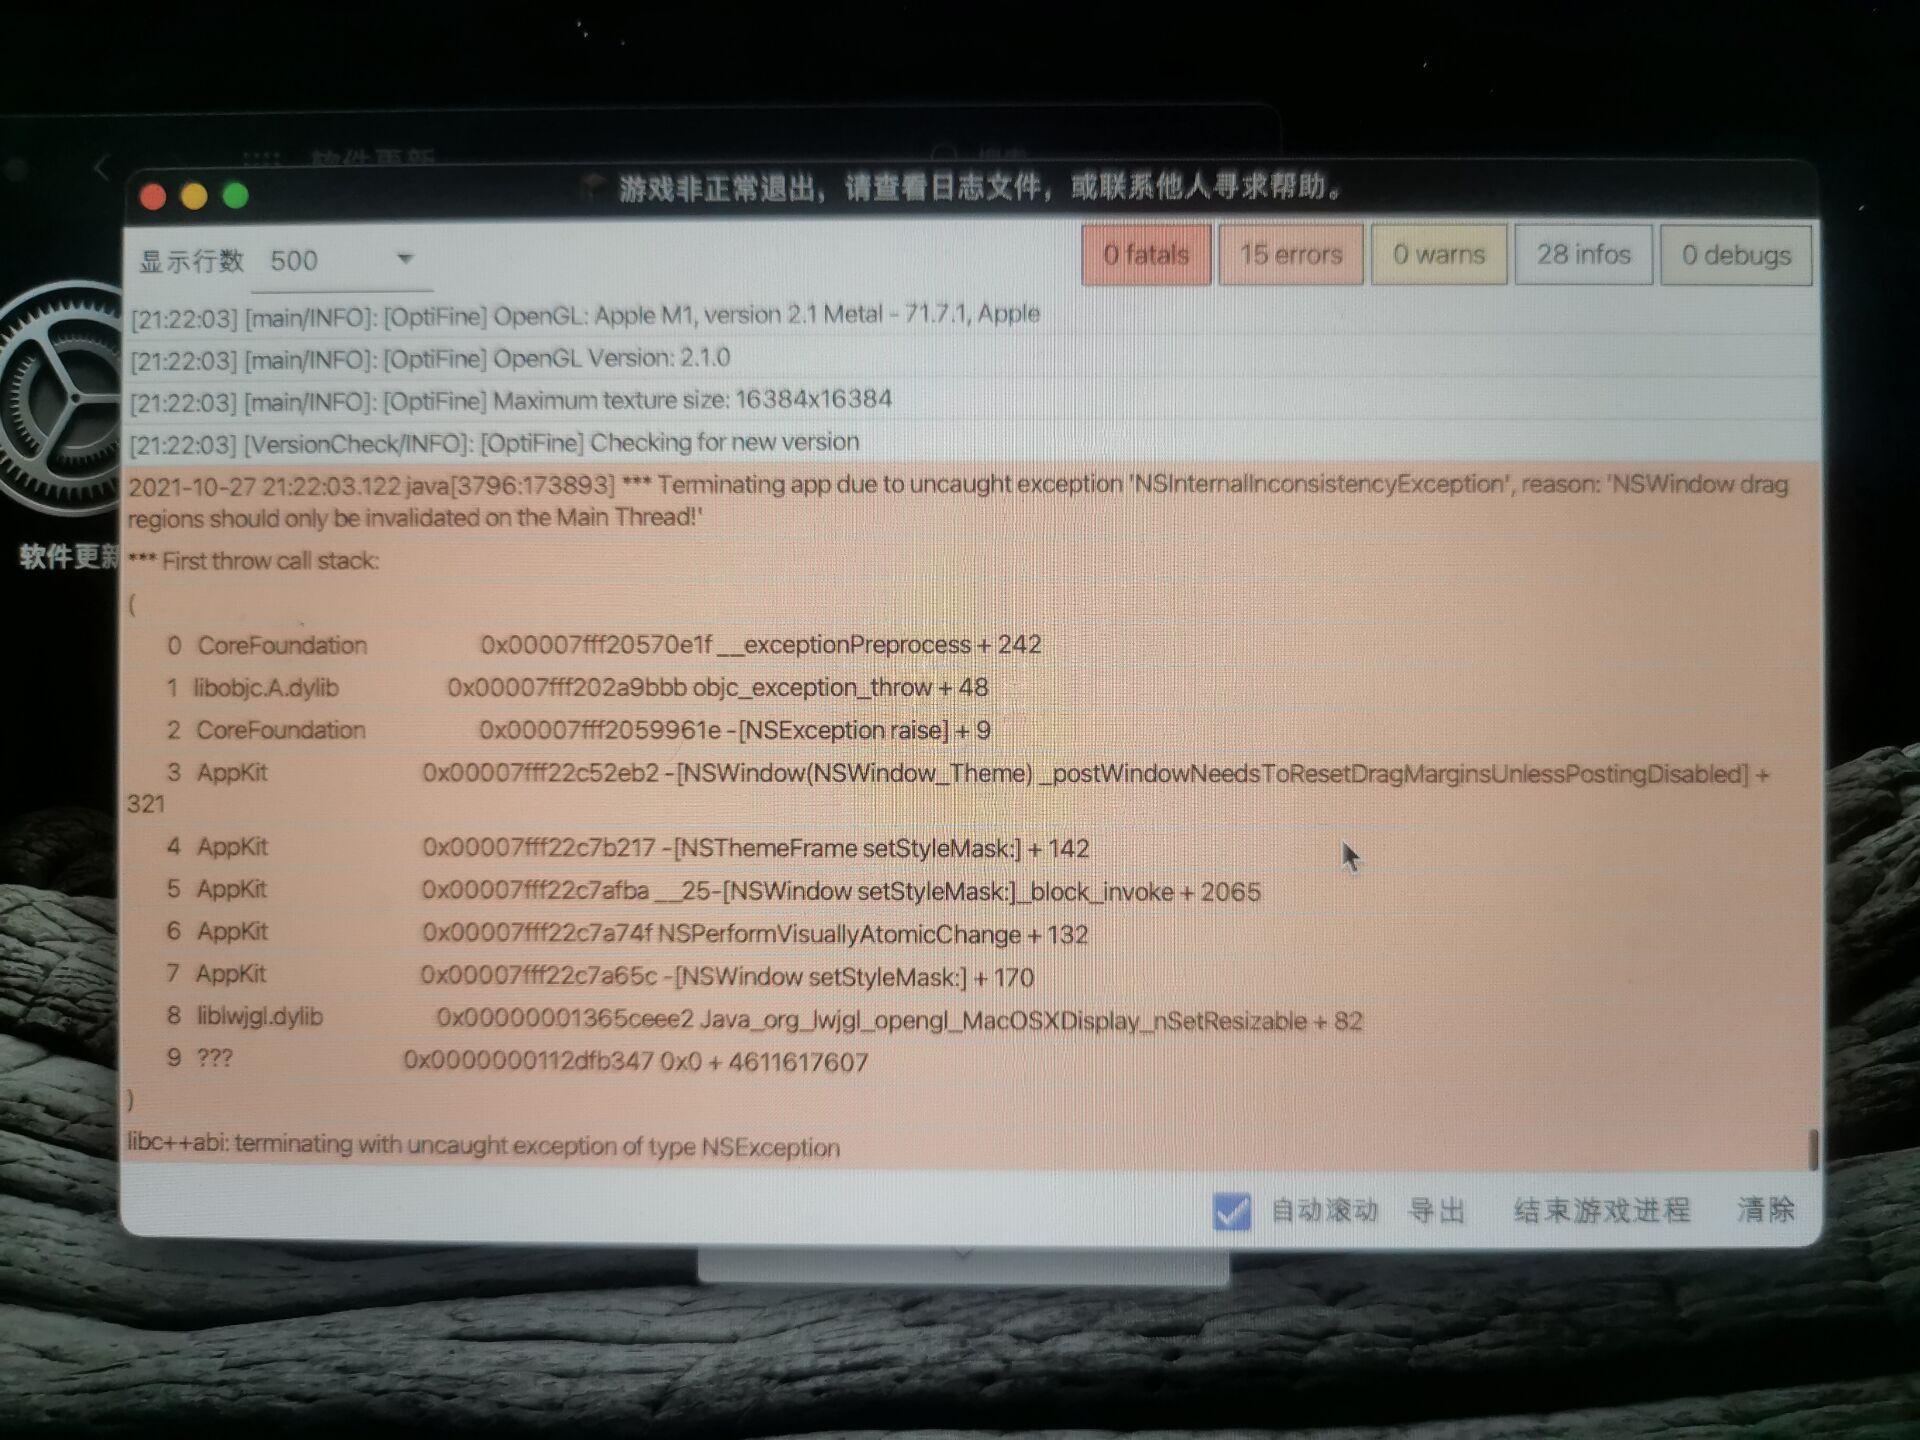 软件更新
游戏非正常退出，请查看日志文件，或联系他人寻求帮助。
显示行数 500 0 fatals 15 errors 0 warns 28 infos 0 debugs
[21:22:03] [main/INFO]: [OptiFine] OpenGL: Apple M1, version 2.1 Metal - 71.7.1, Apple
[21:22:03] [main/INFO]: [OptiFine] OpenGL Version: 2.1.0
[21:22:03] [main/INFO]: [OptiFine] Maximum texture size: 16384x16384
[21:22:03] [VersionCheck/INFO]: [OptiFine] Checking for new version
2021-10-27 21:22:03.122 java[3796:173893] *** Terminating app due to uncaught exception 'NSInternalInconsistencyException', reason: 'NSWindow drag
regions should only be invalidated on the Main Thread!'
软件更新
*** First throw call stack:
(
0 CoreFoundation 0x00007fff20570e1f __exceptionPreprocess + 242
1 libobjc.A.dylib 0x00007fff202a9bbb objc_exception_throw + 48
2 CoreFoundation 0x00007fff2059961e -[NSException raise] + 9
3 AppKit 0x00007fff22c52eb2 -[NSWindow(NSWindow_Theme) _postWindowNeedsToResetDragMarginsUnlessPostingDisabled] +
321
4 AppKit 0x00007fff22c7b217 -[NSThemeFrame setStyleMask:] + 142
5 AppKit 0x00007fff22c7afba __25-[NSWindow setStyleMask:]_block_invoke + 2065
6 AppKit 0x00007fff22c7a74f NSPerformVisuallyAtomicChange + 132
7 AppKit 0x00007fff22c7a65c -[NSWindow setStyleMask:] + 170
8 liblwjgl.dylib 0x00000001365ceee2 Java_org_lwjgl_opengl_MacOSXDisplay_nSetResizable + 82
9 ??? 0x0000000112dfb347 0x0 + 4611617607
)
libc++abi: terminating with uncaught exception of type NSException
自动滚动 导出 结束游戏进程 清除